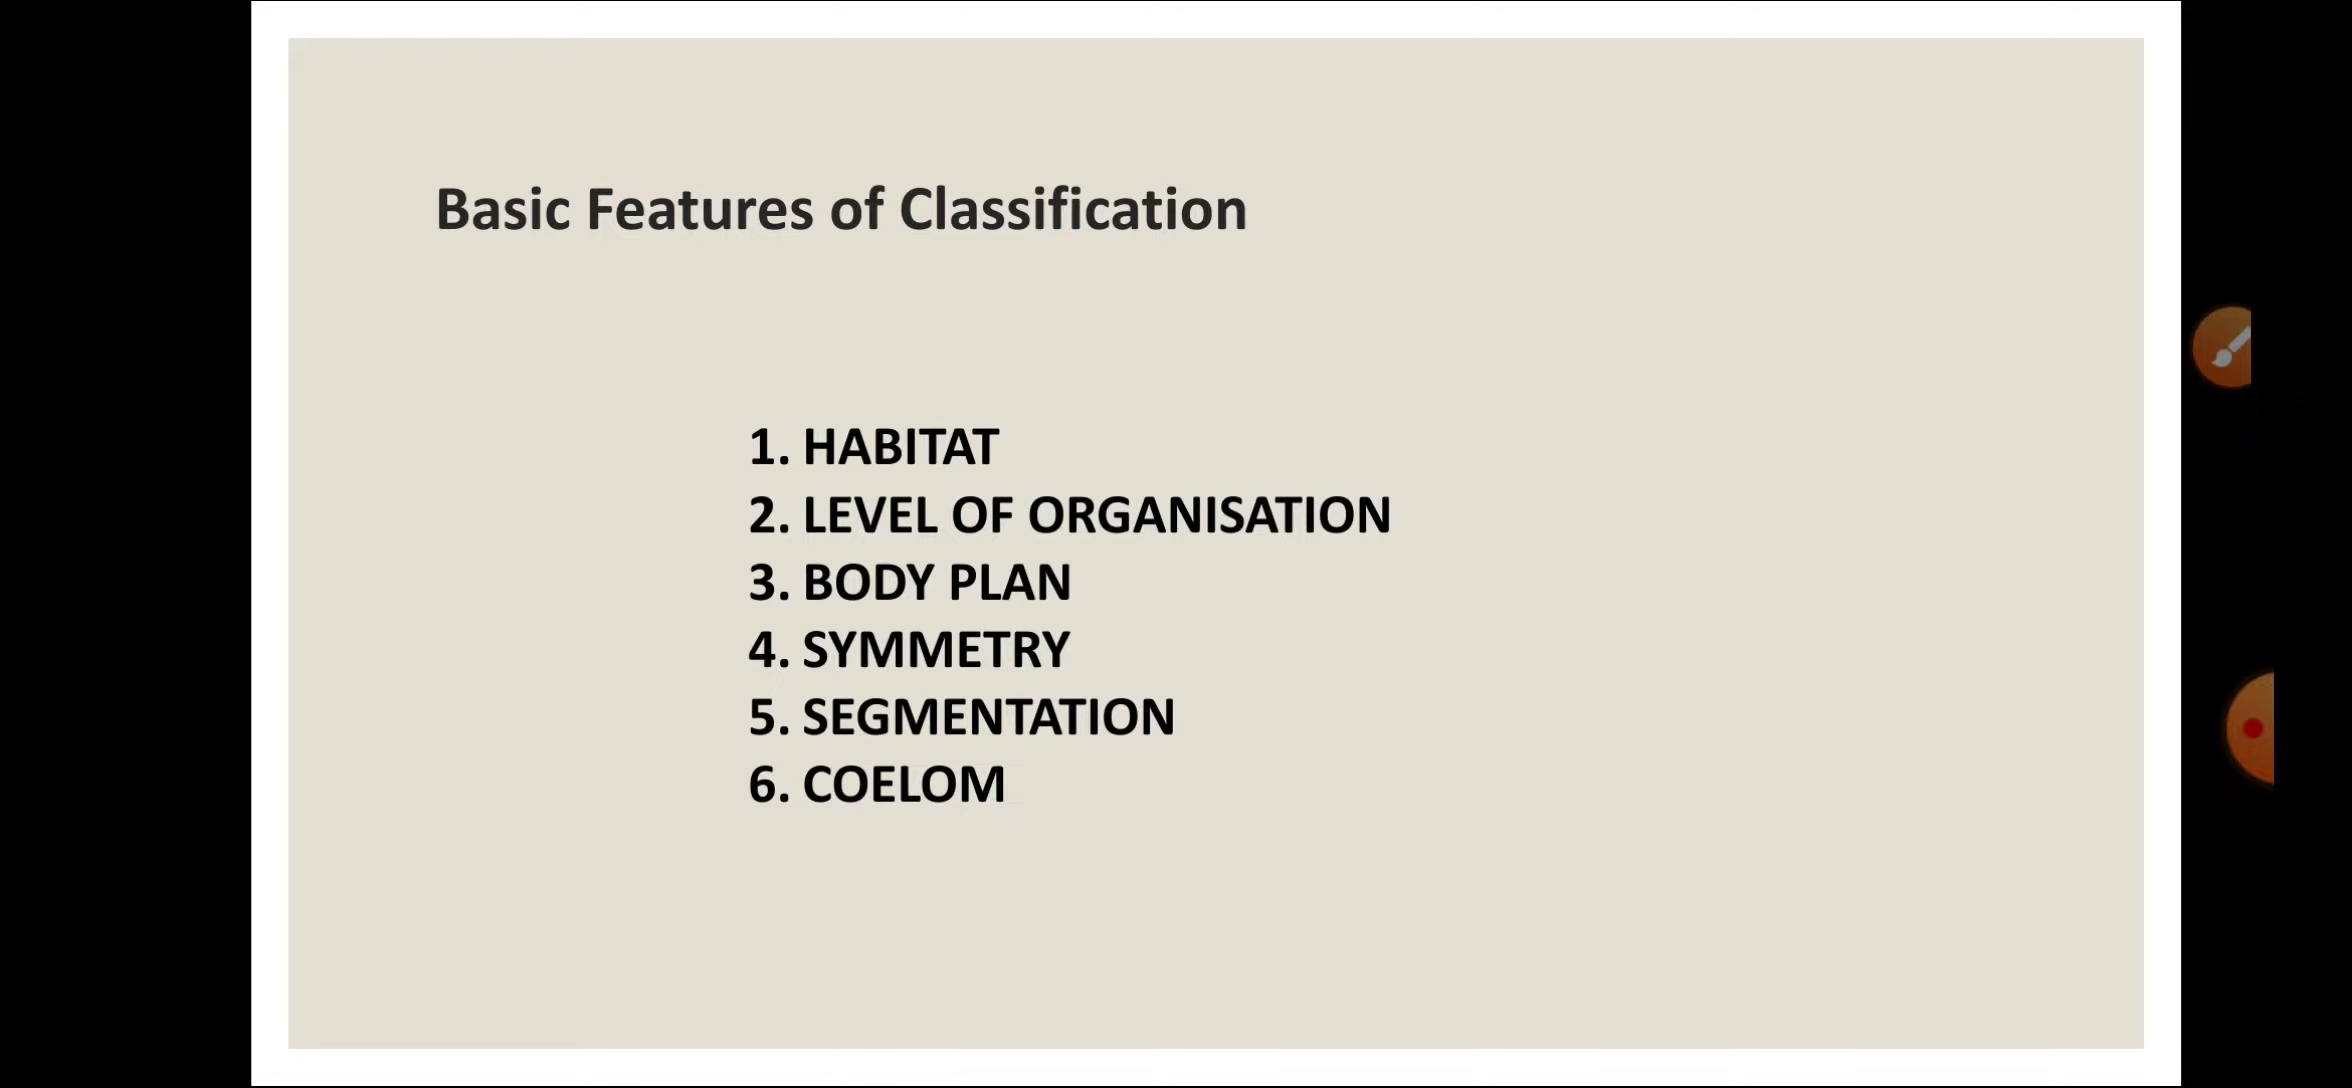 Basic Features of Classification
1. HABITAT
2. LEVEL OF ORGANISATION
3. BODY PLAN
4. SYMMETRY
5. SEGMENTATION
6. COELOM